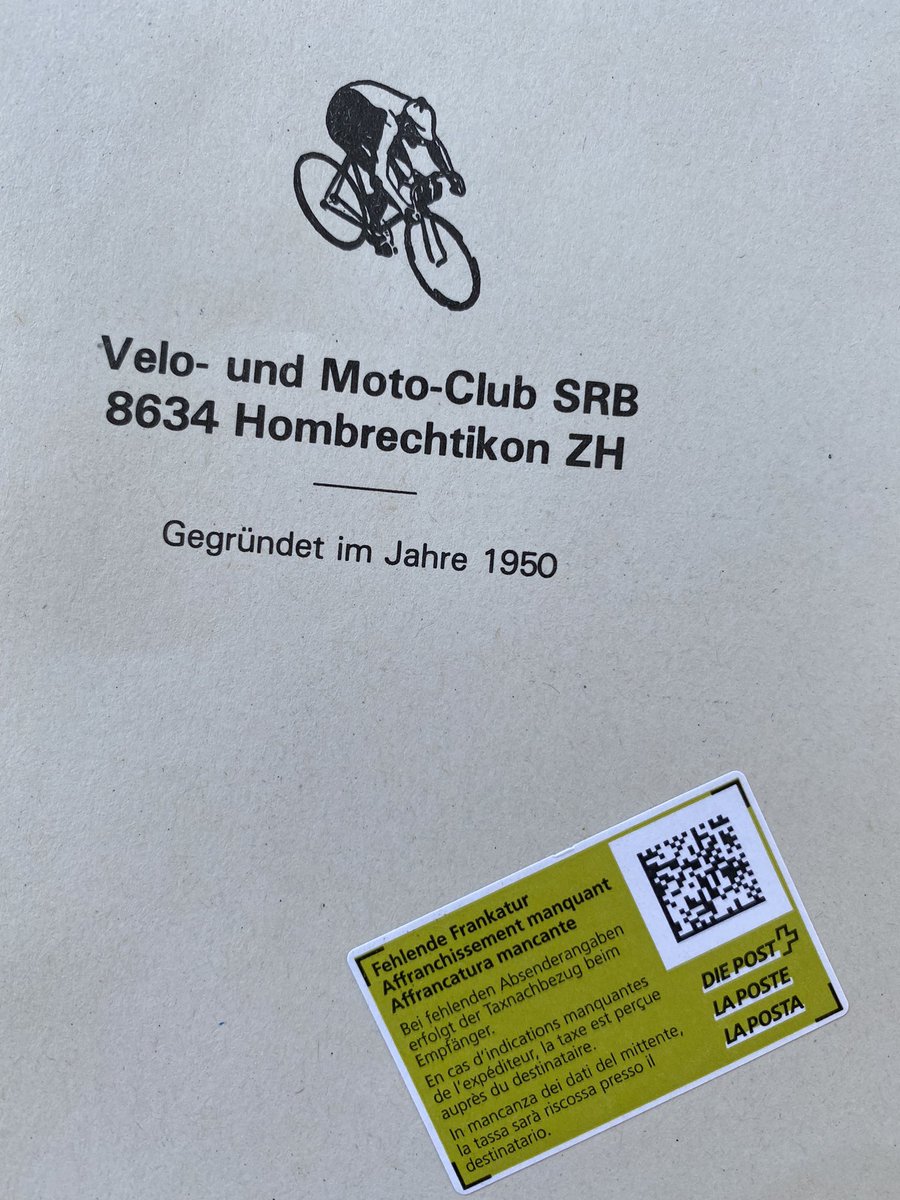 Velo- und Moto-Club SRB
8634 Hombrechtikon ZH
Gegründet im Jahre 1950
Fehlende Frankatur
Affranchissement manquant
Affrancatura mancante
Bei fehlenden Absenderangaben
erfolgt der Taxnachbezug beim
Empfänger.
En cas d'indications manquantes
de l'expéditeur, la taxe est perçue
auprès du destinataire.
In mancanza dei dati del mittente,
la tassa sarà riscossa presso il
destinatario.
DIE POST
LA POSTE
LA POSTA